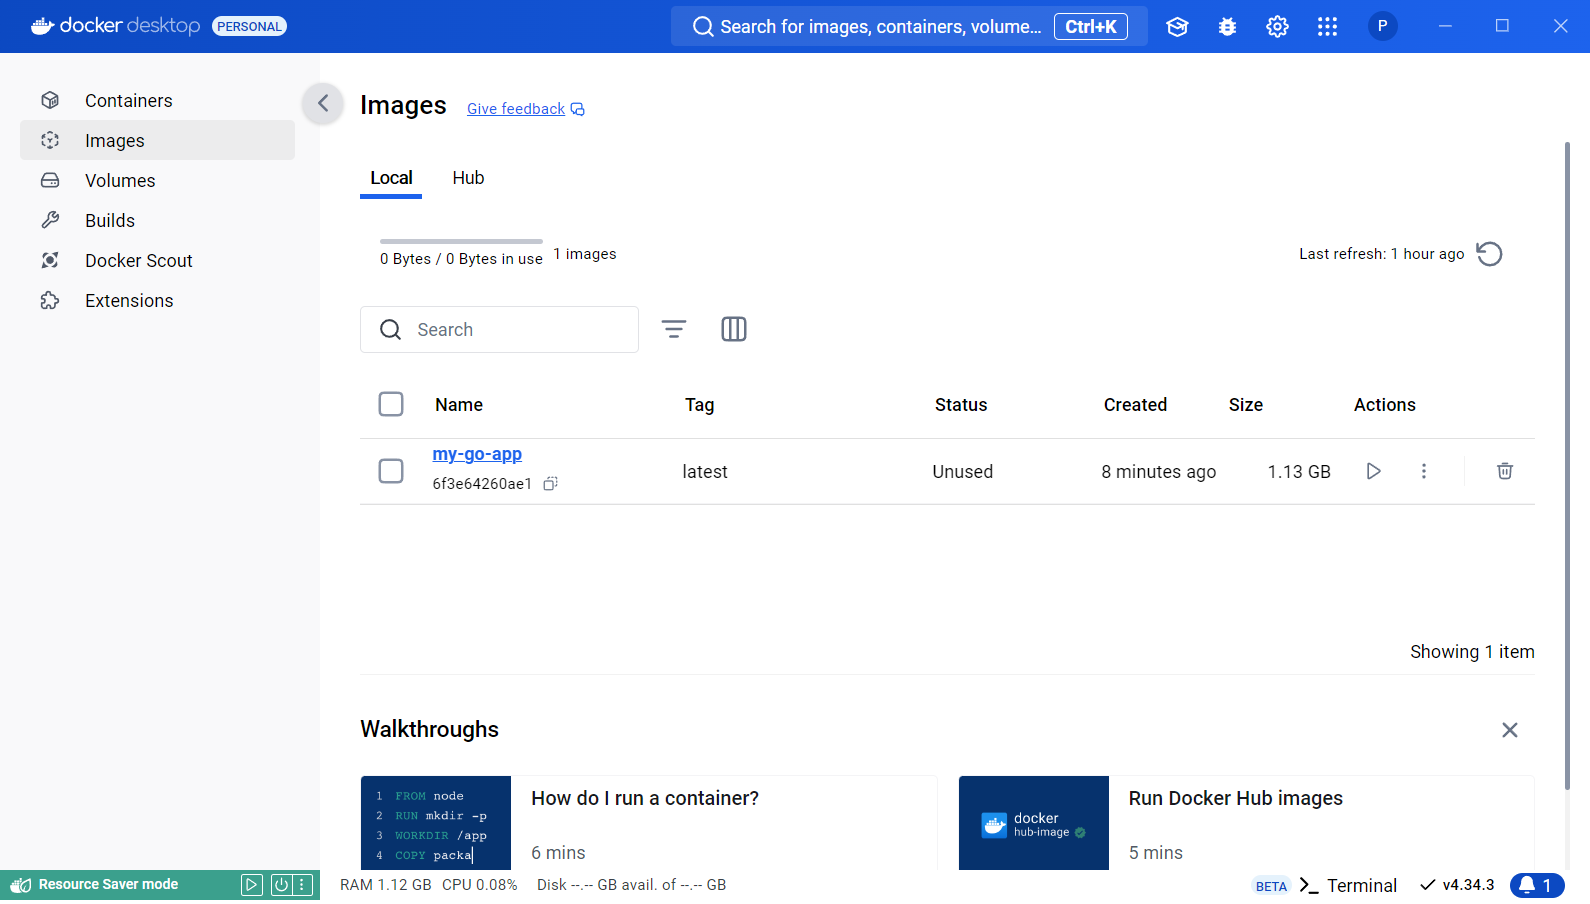 docker desktop PERSONAL
Search for images, containers, volume... Ctrl+K
P
Containers
Images
Volumes
Builds
Docker Scout
Extensions
Images Give feedback
Local Hub
0 Bytes / 0 Bytes in use 1 images
Last refresh: 1 hour ago
Search
Name Tag Status Created Size Actions
my-go-app
6f3e64260ae1
latest Unused 8 minutes ago 1.13 GB
Showing 1 item
Walkthroughs
1 FROM node
2 RUN mkdir -p
3 WORKDIR /app
4 COPY packa
How do I run a container?
6 mins
docker
hub-image
Run Docker Hub images
5 mins
Resource Saver mode
RAM 1.12 GB CPU 0.08% Disk --.-- GB avail. of --.-- GB
BETA >_ Terminal v4.34.3 1